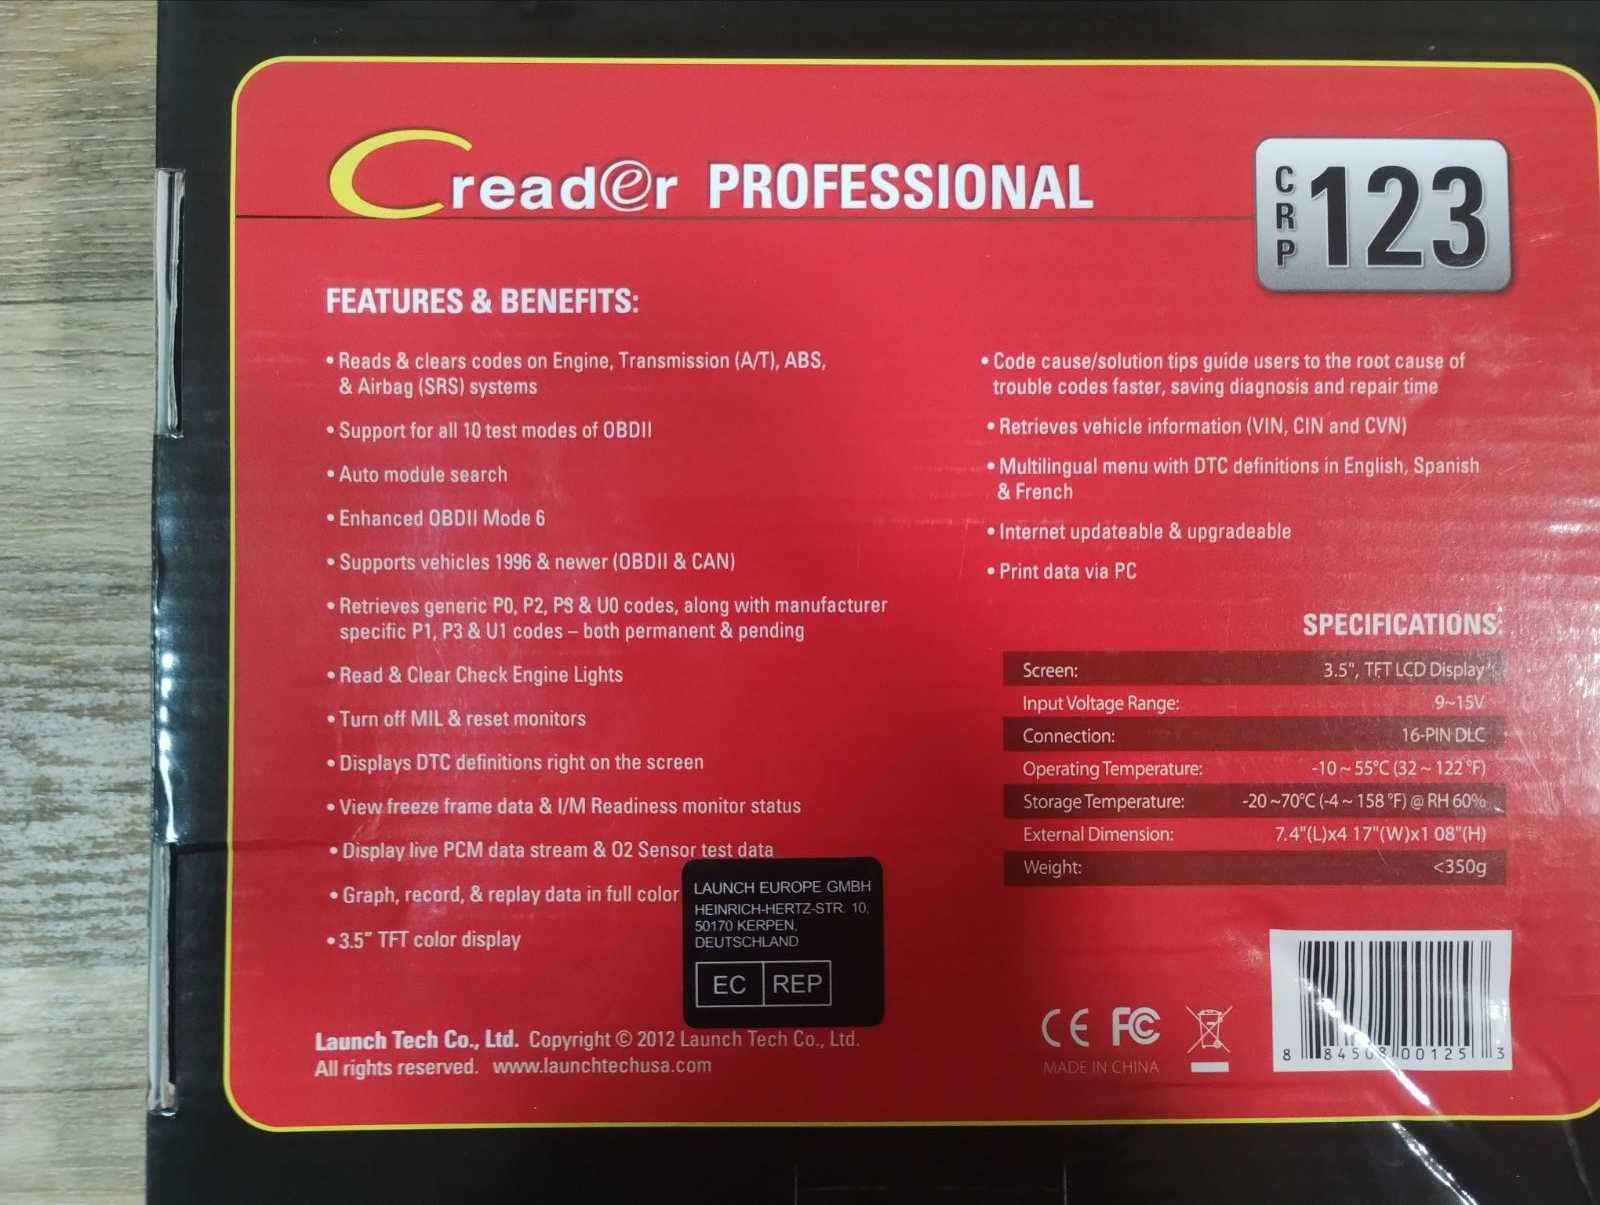 Creader PROFESSIONAL
CRP 123
FEATURES & BENEFITS:
• Reads & clears codes on Engine, Transmission (A/T), ABS,
& Airbag (SRS) systems
• Support for all 10 test modes of OBDII
• Auto module search
• Enhanced OBDII Mode 6
• Supports vehicles 1996 & newer (OBDII & CAN)
• Retrieves generic P0, P2, PS & U0 codes, along with manufacturer
specific P1, P3 & U1 codes – both permanent & pending
• Read & Clear Check Engine Lights
• Turn off MIL & reset monitors
• Displays DTC definitions right on the screen
• View freeze frame data & I/M Readiness monitor status
• Display live PCM data stream & O2 Sensor test data
• Graph, record, & replay data in full color
• 3.5" TFT color display
• Code cause/solution tips guide users to the root cause of
trouble codes faster, saving diagnosis and repair time
• Retrieves vehicle information (VIN, CIN and CVN)
• Multilingual menu with DTC definitions in English, Spanish
& French
• Internet updateable & upgradeable
• Print data via PC
SPECIFICATIONS:
Screen: 3.5", TFT LCD Display
Input Voltage Range: 9~15V
Connection: 16-PIN DLC
Operating Temperature: -10 ~ 55°C (32 ~ 122 °F)
Storage Temperature: -20 ~70°C (-4 ~ 158 °F) @ RH 60%
External Dimension: 7.4"(L)x4 17"(W)x1 08"(H)
Weight: <350g
LAUNCH EUROPE GMBH
HEINRICH-HERTZ-STR. 10,
50170 KERPEN,
DEUTSCHLAND
EC REP
Launch Tech Co., Ltd. Copyright © 2012 Launch Tech Co., Ltd.
All rights reserved. www.launchtechusa.com
CE FC
MADE IN CHINA
8 84508 00125 3